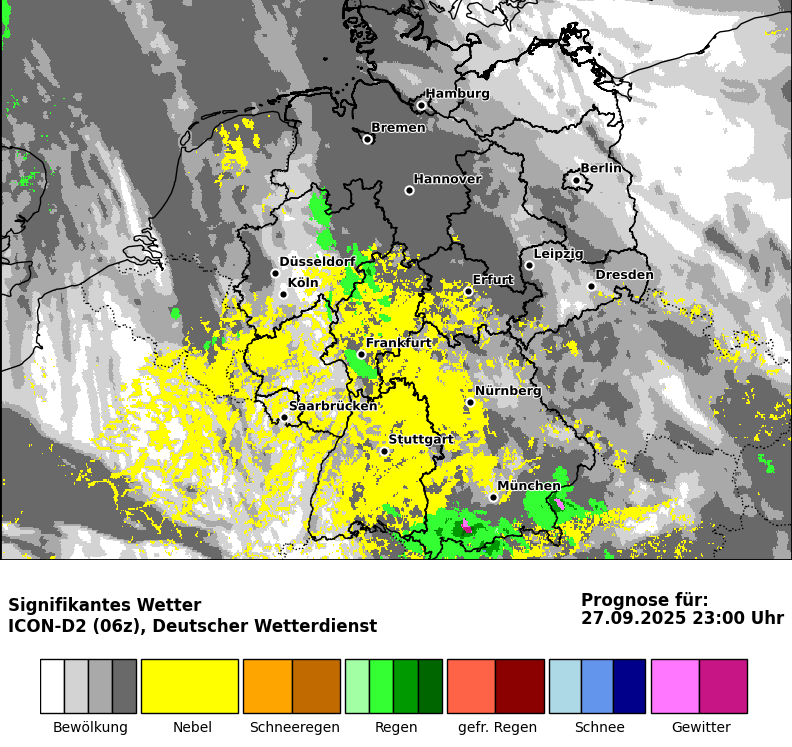 Hamburg
Bremen
Berlin
Hannover
Leipzig
Düsseldorf
Dresden
Köln
Erfurt
Frankfurt
Nürnberg
Saarbrücken
Stuttgart
München
Signifikantes Wetter
ICON-D2 (06z), Deutscher Wetterdienst
Prognose für:
27.09.2025 23:00 Uhr
Bewölkung
Nebel
Schneeregen
Regen
gefr. Regen
Schnee
Gewitter